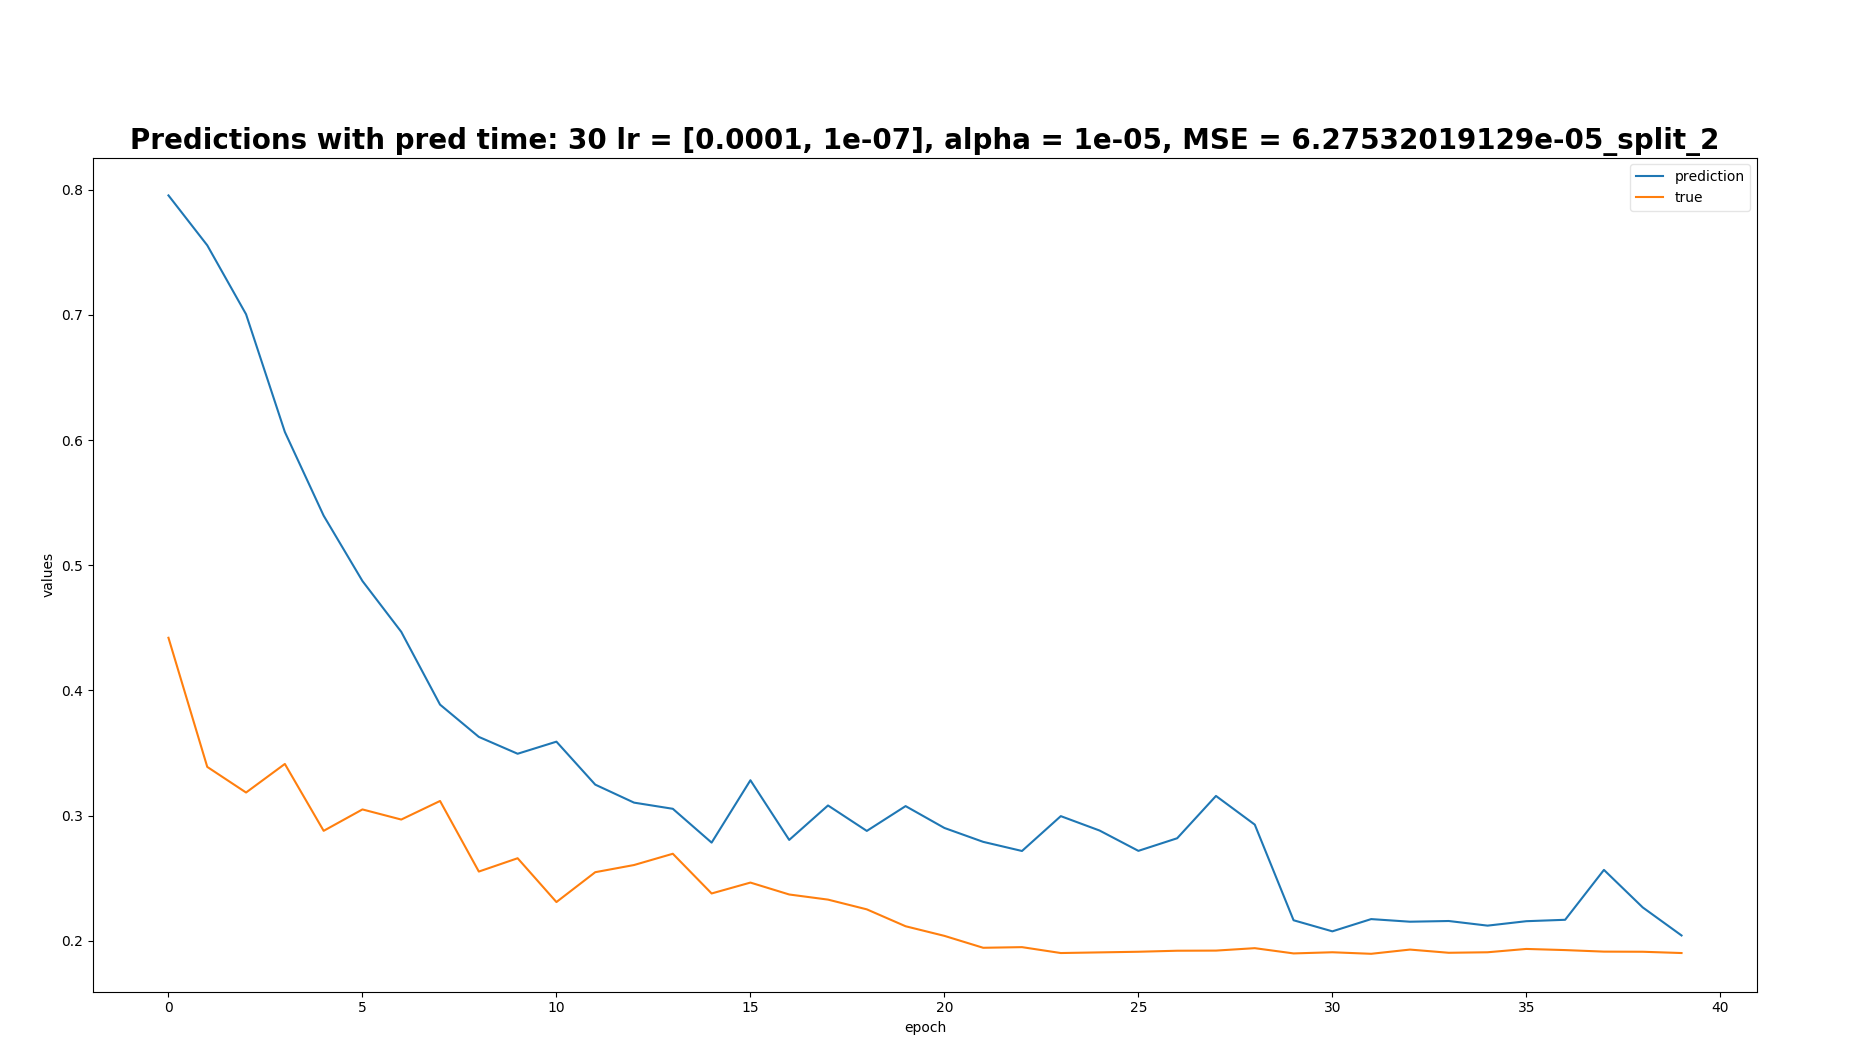 Predictions with pred time: 30 lr = [0.0001, 1e-07], alpha = 1e-05, MSE = 6.27532019129e-05_split_2
prediction
true
0.8
0.7
0.6
0.5
0.4
0.3
0.2
values
0 5 10 15 20 25 30 35 40
epoch